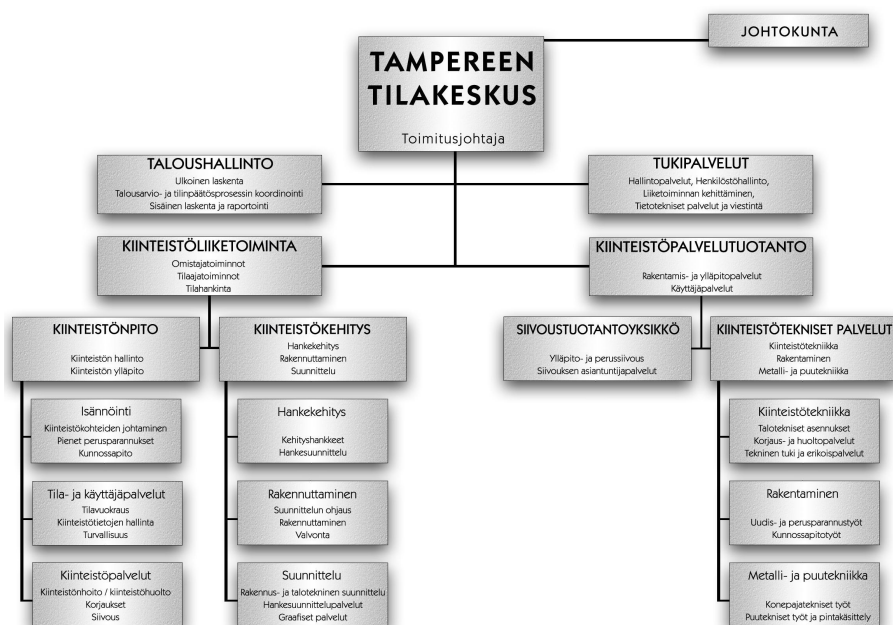 JOHTOKUNTA
TAMPEREEN
TILAKESKUS
Toimitusjohtaja
TALOUSHALLINTO
Ulkoinen laskenta
Talousarvio- ja tilinpäätösprosessin koordinointi
Sisäinen laskenta ja raportointi
TUKIPALVELUT
Hallintopalvelut, Henkilöstöhallinto,
Liiketoiminnan kehittäminen,
Tietotekniset palvelut ja viestintä
KIINTEISTÖLIIKETOIMINTA
Omistajatoiminnot
Tilaajatoiminnot
Tilahankinta
KIINTEISTÖPALVELUTUOTANTO
Rakentamis- ja ylläpitopalvelut
Käyttäjäpalvelut
KIINTEISTÖNPITO
Kiinteistön hallinto
Kiinteistön ylläpito
KIINTEISTÖKEHITYS
Hankekehitys
Rakennuttaminen
Suunnittelu
SIIVOUSTUOTANTOYKSIKKÖ
Ylläpito- ja perussiivous
Siivouksen asiantuntijapalvelut
KIINTEISTÖTEKNISET PALVELUT
Kiinteistötekniikka
Rakentaminen
Metalli- ja puutekniikka
Isännöinti
Kiinteistökohteiden johtaminen
Pienet perusparannukset
Kunnossapito
Hankekehitys
Kehityshankkeet
Hankesuunnittelu
Kiinteistötekniikka
Talotekniset asennukset
Korjaus- ja huoltopalvelut
Tekninen tuki ja erikoispalvelut
Tila- ja käyttäjäpalvelut
Tilavuokraus
Kiinteistötietojen hallinta
Turvallisuus
Rakennuttaminen
Suunnittelun ohjaus
Rakennuttaminen
Valvonta
Rakentaminen
Uudis- ja perusparannustyöt
Kunnossapitotyöt
Kiinteistöpalvelut
Kiinteistönhoito / kiinteistöhuolto
Korjaukset
Siivous
Suunnittelu
Rakennus- ja talotekninen suunnittelu
Hankesuunnittelupalvelut
Graafiset palvelut
Metalli- ja puutekniikka
Konepajatekniset työt
Puutekniset työt ja pintakäsittely